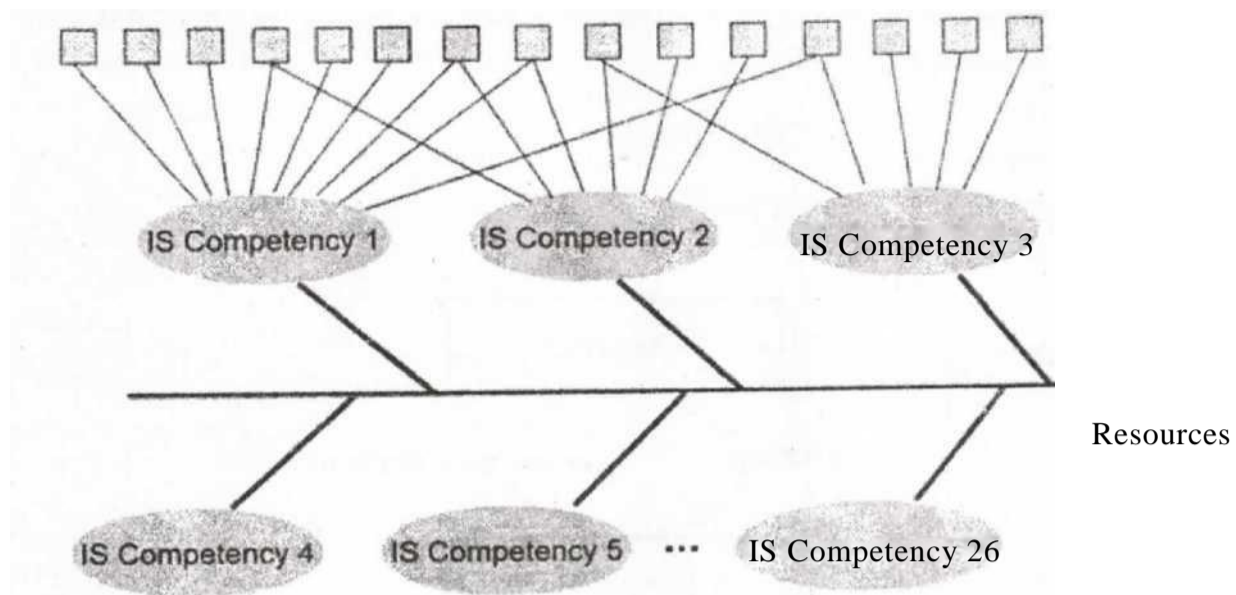 IS Competency 1
IS Competency 2
IS Competency 3
Resources
IS Competency 4
IS Competency 5
...
IS Competency 26